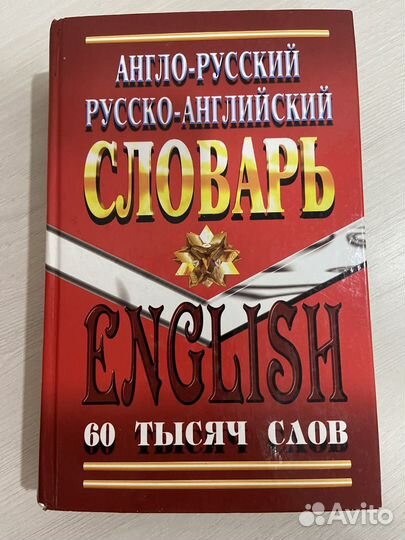 АНГЛО-РУССКИЙ
РУССКО-АНГЛИЙСКИЙ
СЛОВАРЬ
ENGLISH
60 ТЫСЯЧ СЛОВ
Avito